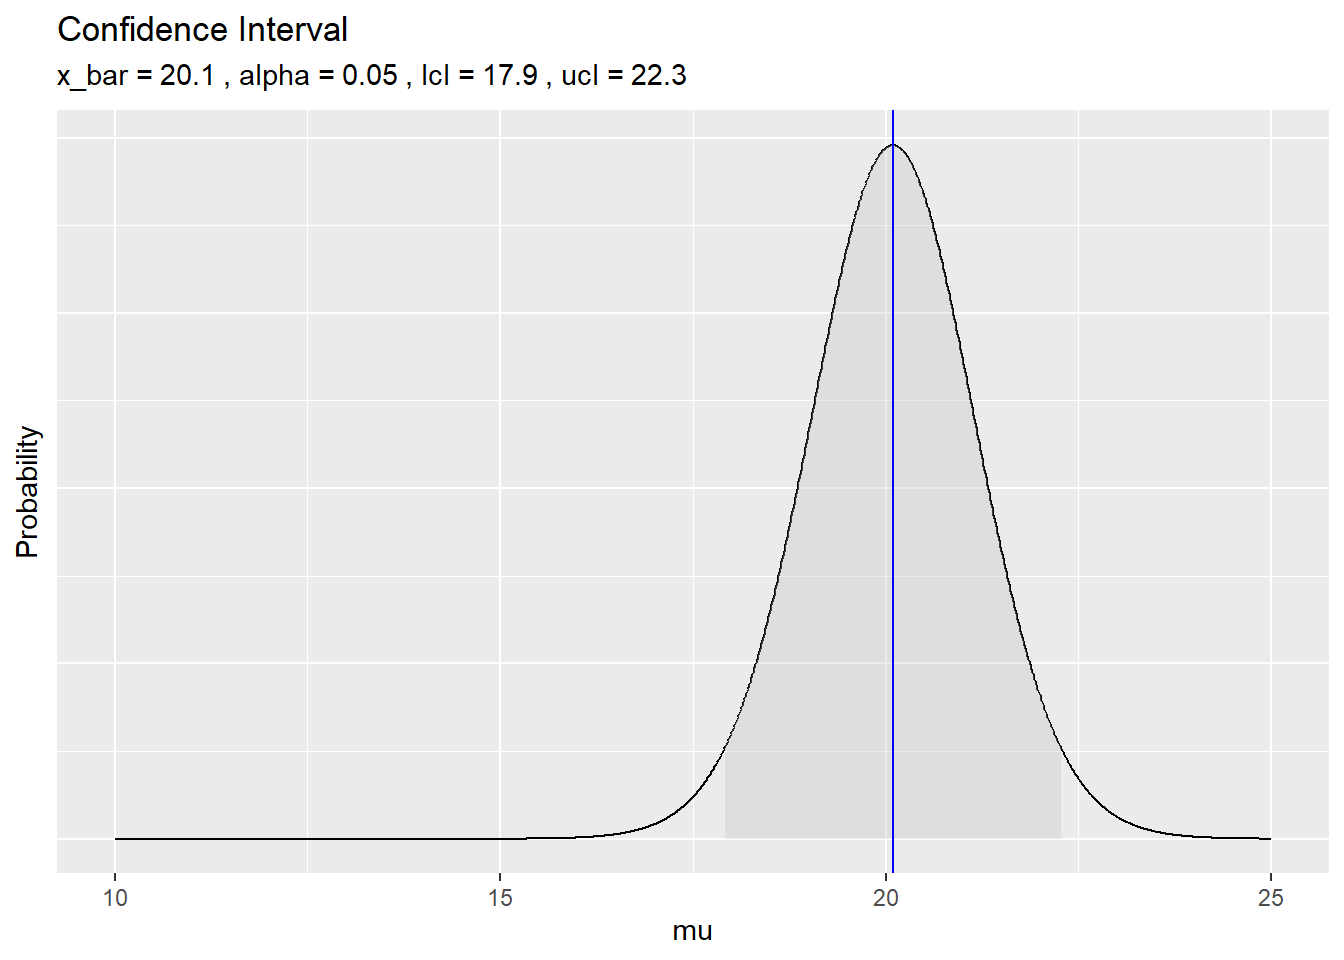 Confidence Interval
x_bar = 20.1 , alpha = 0.05 , lcl = 17.9 , ucl = 22.3
Probability
10 15 20 25
mu